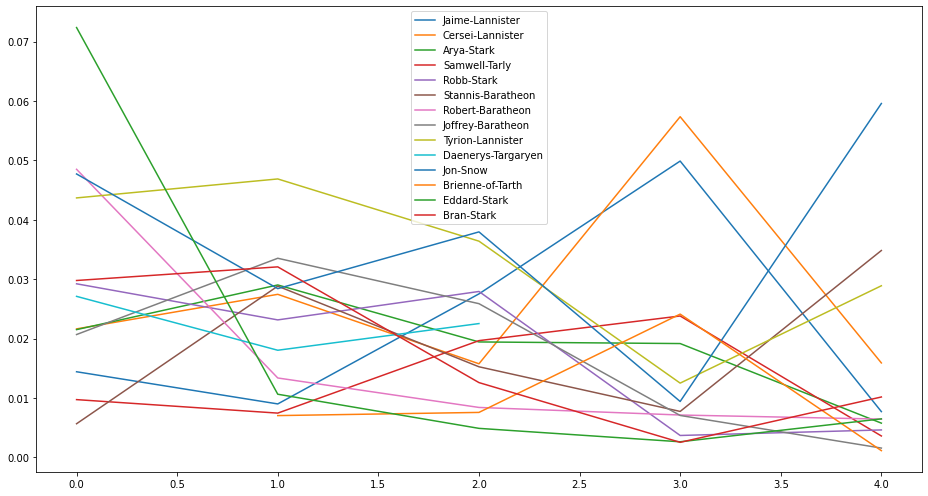 0.07
0.06
0.05
0.04
0.03
0.02
0.01
0.00
Jaime-Lannister
Cersei-Lannister
Arya-Stark
Samwell-Tarly
Robb-Stark
Stannis-Baratheon
Robert-Baratheon
Joffrey-Baratheon
Tyrion-Lannister
Daenerys-Targaryen
Jon-Snow
Brienne-of-Tarth
Eddard-Stark
Bran-Stark
0.0 0.5 1.0 1.5 2.0 2.5 3.0 3.5 4.0